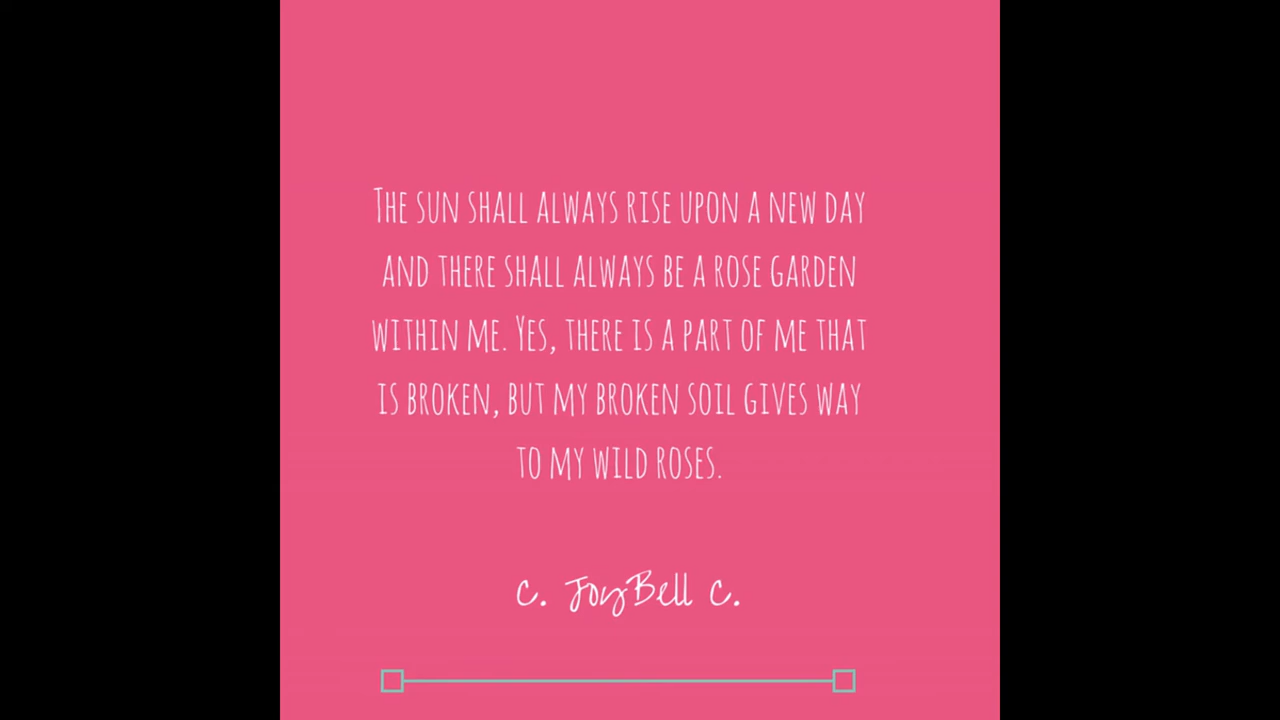 The sun shall always rise upon a new day
and there shall always be a rose garden
within me. Yes, there is a part of me that
is broken, but my broken soil gives way
to my wild roses.
C. JoyBell C.